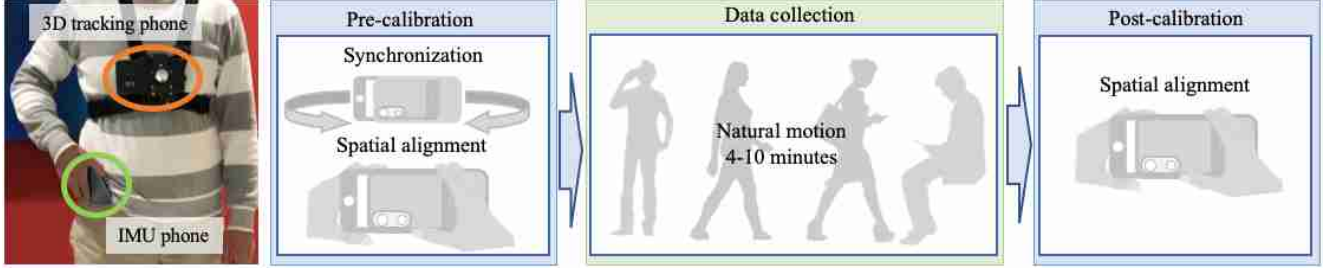 3D tracking phone
IMU phone
Pre-calibration
Synchronization
Spatial alignment
Data collection
Natural motion
4-10 minutes
Post-calibration
Spatial alignment